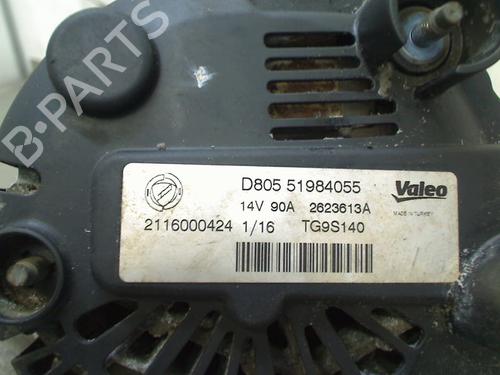 B-PARTS
D805 51984055
14V 90A 2623613A
2116000424 1/16 TG9S140
Valeo
MADE IN TURKEY